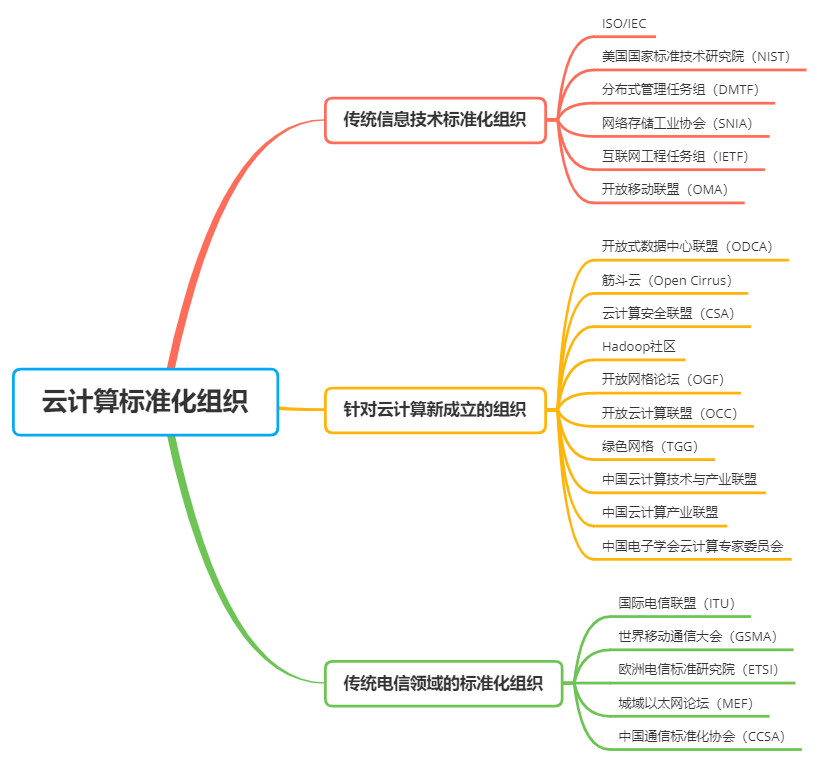 云计算标准化组织
传统信息技术标准化组织
ISO/IEC
美国国家标准技术研究院（NIST）
分布式管理任务组（DMTF）
网络存储工业协会（SNIA）
互联网工程任务组（IETF）
开放移动联盟（OMA）
针对云计算新成立的组织
开放式数据中心联盟（ODCA）
筋斗云（Open Cirrus）
云计算安全联盟（CSA）
Hadoop社区
开放网格论坛（OGF）
开放云计算联盟（OCC）
绿色网格（TGG）
中国云计算技术与产业联盟
中国云计算产业联盟
中国电子学会云计算专家委员会
传统电信领域的标准化组织
国际电信联盟（ITU）
世界移动通信大会（GSMA）
欧洲电信标准研究院（ETSI）
城域以太网论坛（MEF）
中国通信标准化协会（CCSA）